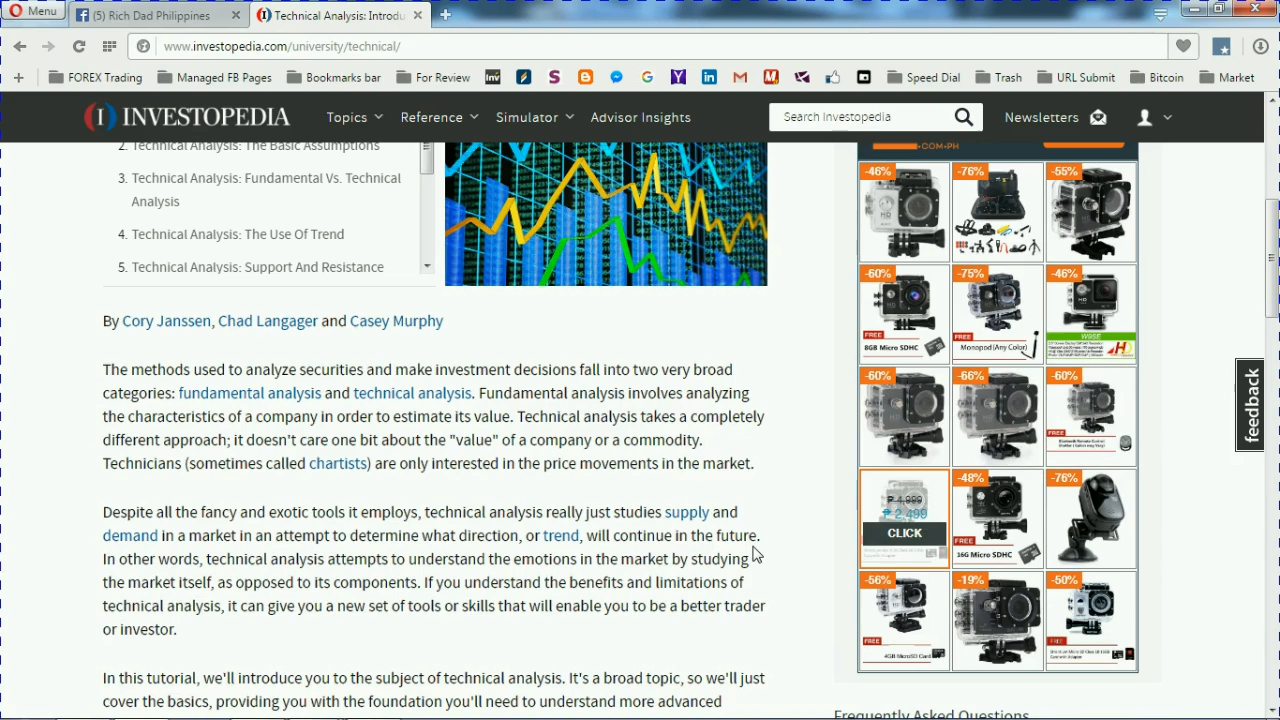 Menu
(5) Rich Dad Philippines
Technical Analysis: Introdu
www.investopedia.com/university/technical/
FOREX Trading
Managed FB Pages
Bookmarks bar
For Review
Speed Dial
Trash
URL Submit
Bitcoin
Market
INVESTOPEDIA
Topics
Reference
Simulator
Advisor Insights
Search Investopedia
Newsletters
2. Technical Analysis: The Basic Assumptions
3. Technical Analysis: Fundamental Vs. Technical
Analysis
4. Technical Analysis: The Use Of Trend
5. Technical Analysis: Support And Resistance
By Cory Janssen, Chad Langager and Casey Murphy
The methods used to analyze securities and make investment decisions fall into two very broad
categories: fundamental analysis and technical analysis. Fundamental analysis involves analyzing
the characteristics of a company in order to estimate its value. Technical analysis takes a completely
different approach; it doesn't care one bit about the "value" of a company or a commodity.
Technicians (sometimes called chartists) are only interested in the price movements in the market.
Despite all the fancy and exotic tools it employs, technical analysis really just studies supply and
demand in a market in an attempt to determine what direction, or trend, will continue in the future.
In other words, technical analysis attempts to understand the emotions in the market by studying
the market itself, as opposed to its components. If you understand the benefits and limitations of
technical analysis, it can give you a new set of tools or skills that will enable you to be a better trader
or investor.
In this tutorial, we'll introduce you to the subject of technical analysis. It's a broad topic, so we'll just
cover the basics, providing you with the foundation you'll need to understand more advanced
.COM.PH
-46%
-76%
-55%
-60%
FREE
8GB Micro SDHC
-75%
FREE
Monopod (Any Color)
-46%
-60%
-66%
-60%
FREE
₱ 4,999
₱ 2,499
CLICK
-48%
FREE
16G Micro SDHC
-76%
-56%
FREE
4GB MicroSD Card
-19%
-50%
FREE
feedback
Frequently Asked Questions